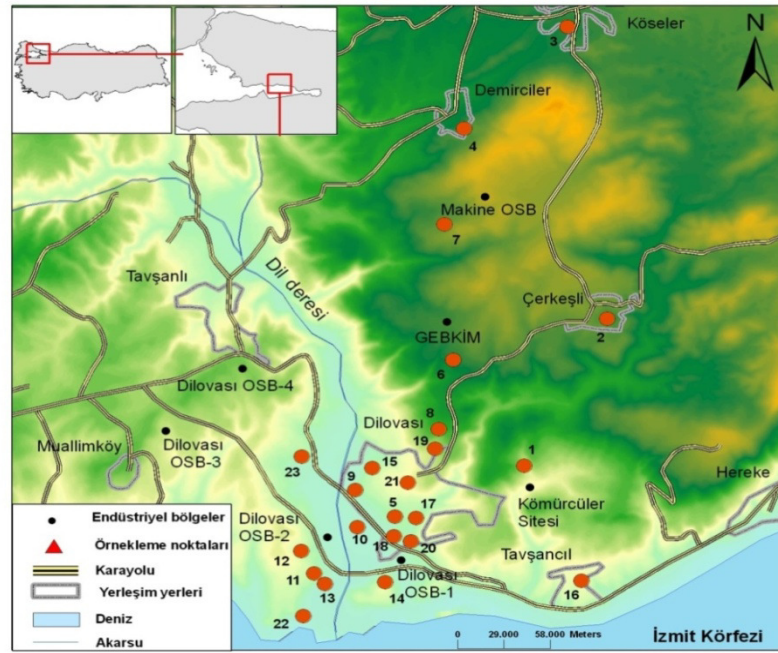 3
Köseler
N
Demirciler
4
Makine OSB
7
Tavşanlı
Dil deresi
Çerkeşli
2
GEBKİM
6
Dilovası OSB-4
Dilovası
8
19
Muallimköy
Dilovası
OSB-3
1
15
23
21
9
Hereke
Kömürcüler
Sitesi
5
17
10
18
20
Dilovası
OSB-2
Tavşancıl
12
11
13
Dilovası
OSB-1
14
16
22
LEJANT
Endüstriyel bölgeler
Örnekleme noktaları
Karayolu
Yerleşim yerleri
Deniz
Akarsu
0 29.000 58.000 Meters
İzmit Körfezi